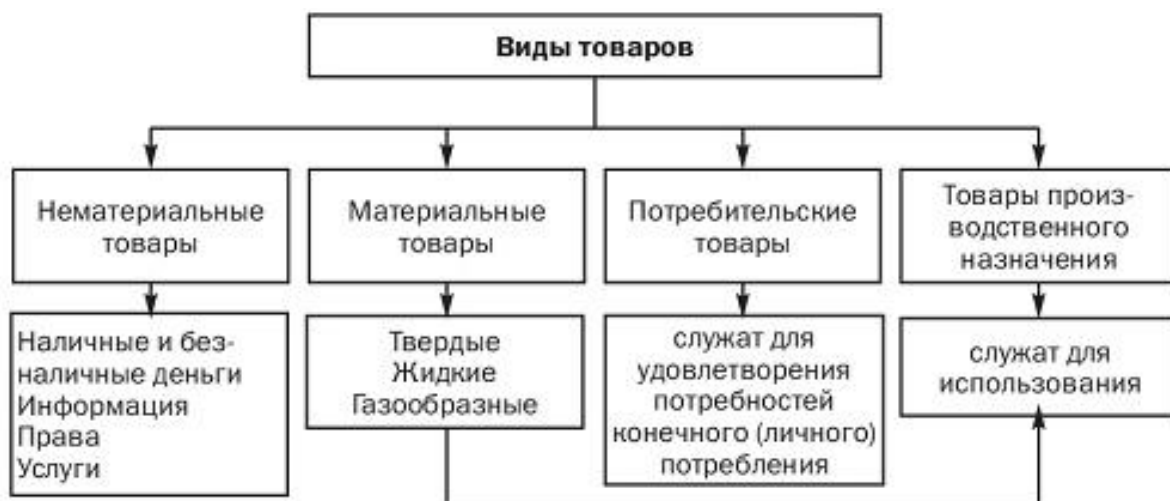 Виды товаров
Нематериальные
товары
Материальные
товары
Потребительские
товары
Товары произ-
водственного
назначения
Наличные и без-
наличные деньги
Информация
Права
Услуги
Твердые
Жидкие
Газообразные
служат для
удовлетворения
потребностей
конечного (личного)
потребления
служат для
использования